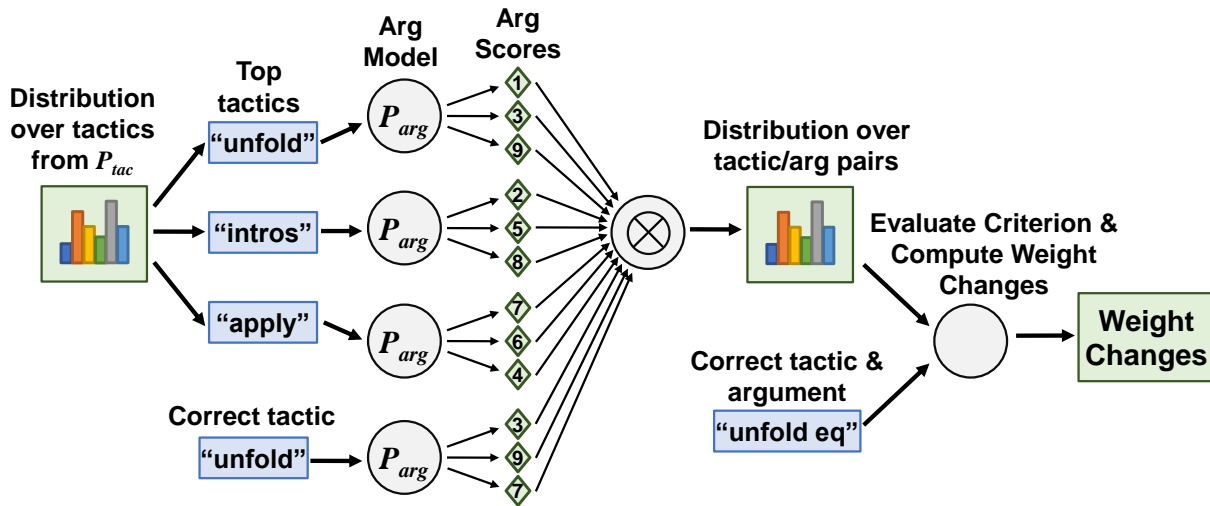 Distribution
over tactics
from P_tac
Top
tactics
“unfold”
“intros”
“apply”
Correct tactic
“unfold”
Arg
Model
P_arg
P_arg
P_arg
P_arg
Arg
Scores
1
3
9
2
5
8
7
6
4
3
9
7
Distribution over
tactic/arg pairs
Correct tactic &
argument
“unfold eq”
Evaluate Criterion &
Compute Weight
Changes
Weight
Changes